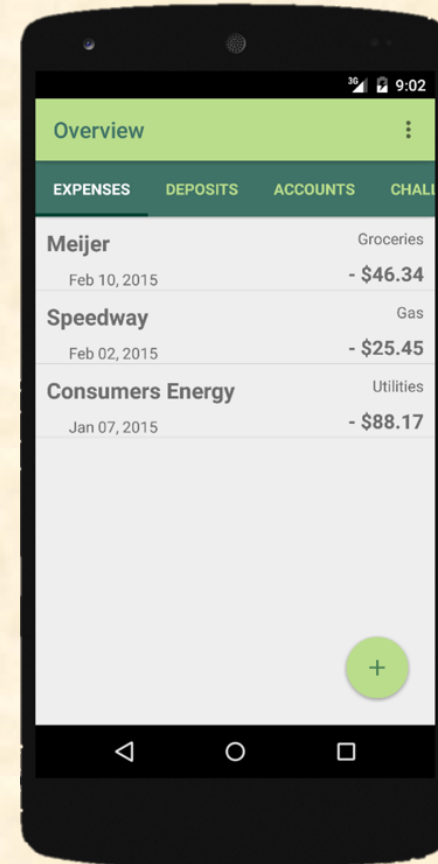 3G 9:02
Overview
EXPENSES DEPOSITS ACCOUNTS CHALL
Meijer Groceries
Feb 10, 2015 - $46.34
Speedway Gas
Feb 02, 2015 - $25.45
Consumers Energy Utilities
Jan 07, 2015 - $88.17
+